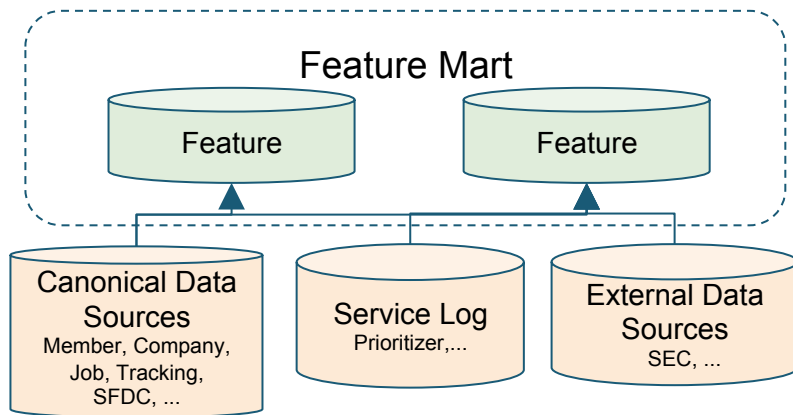 Feature Mart
Feature
Feature
Canonical Data
Sources
Member, Company,
Job, Tracking,
SFDC, ...
Service Log
Prioritizer,...
External Data
Sources
SEC, ...